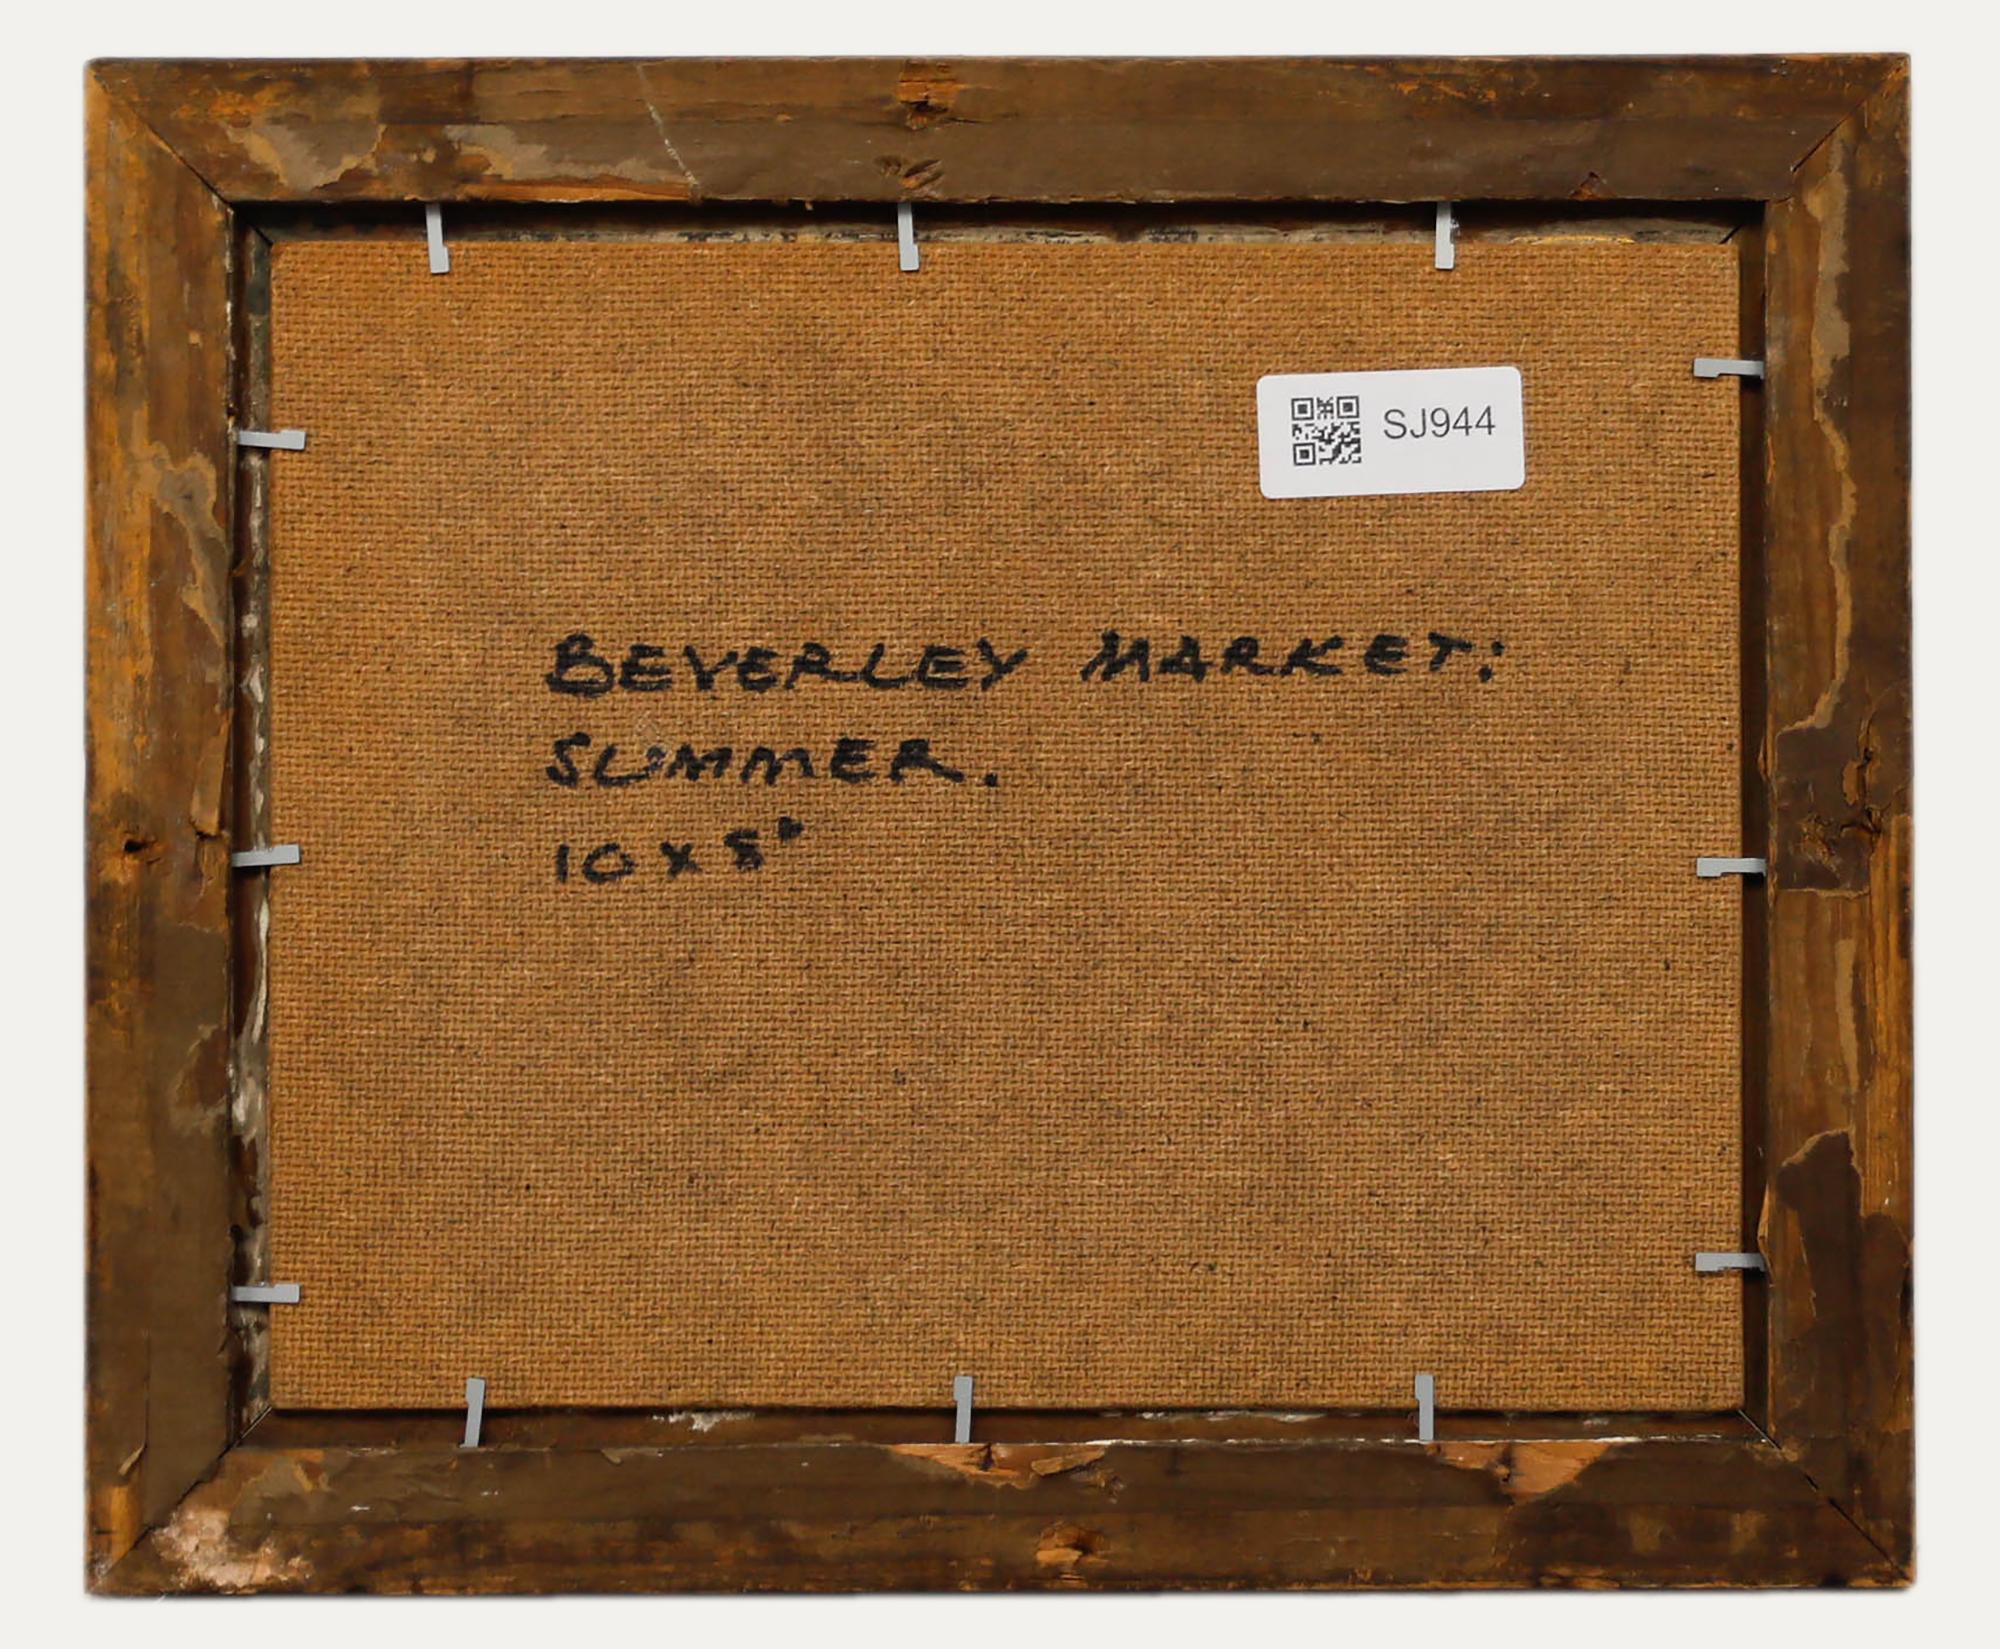 SJ944
BEVERLEY MARKET:
SUMMER.
10 x 8"